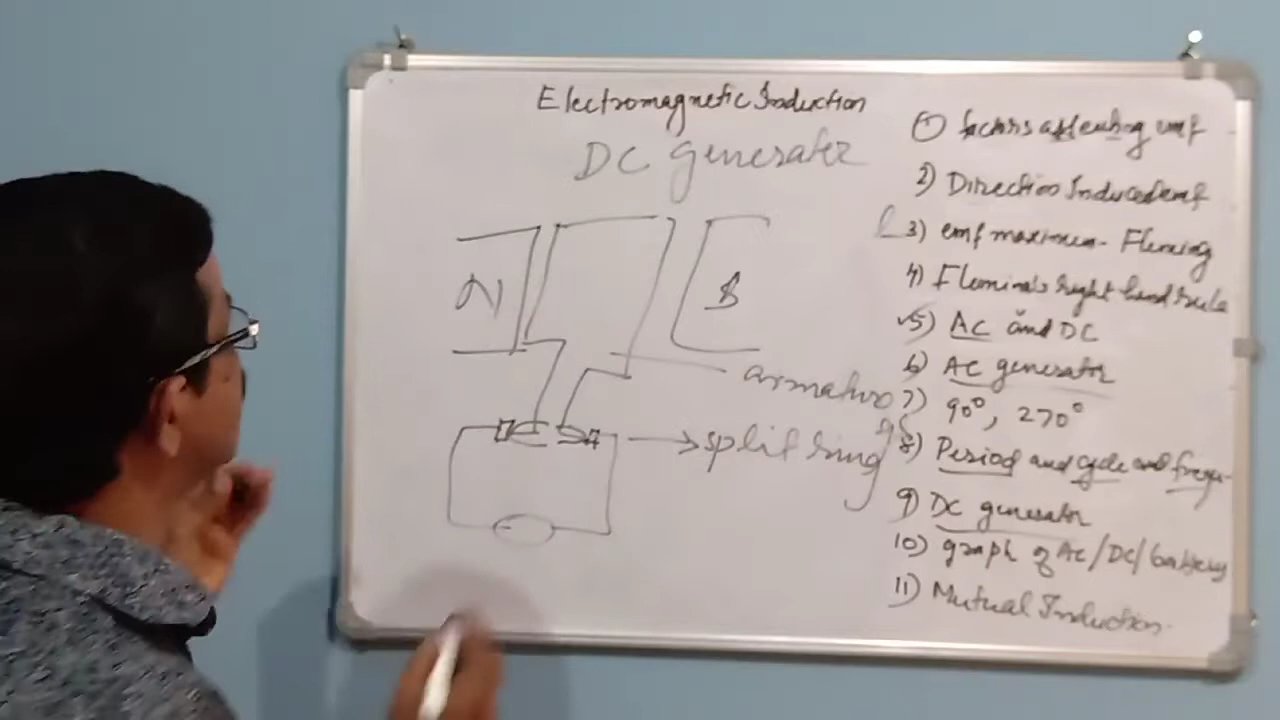 Electromagnetic Induction
DC generator
N
S
armature
split ring
1) factors affecting emf
2) Direction Induced emf
3) emf maximum - Fleming
4) Fleming's right hand rule
5) AC and DC
6) AC generator
7) 90°, 270°
8) Period and cycle and frequ-
9) DC generator
10) graph of AC/DC/battery
11) Mutual Induction.